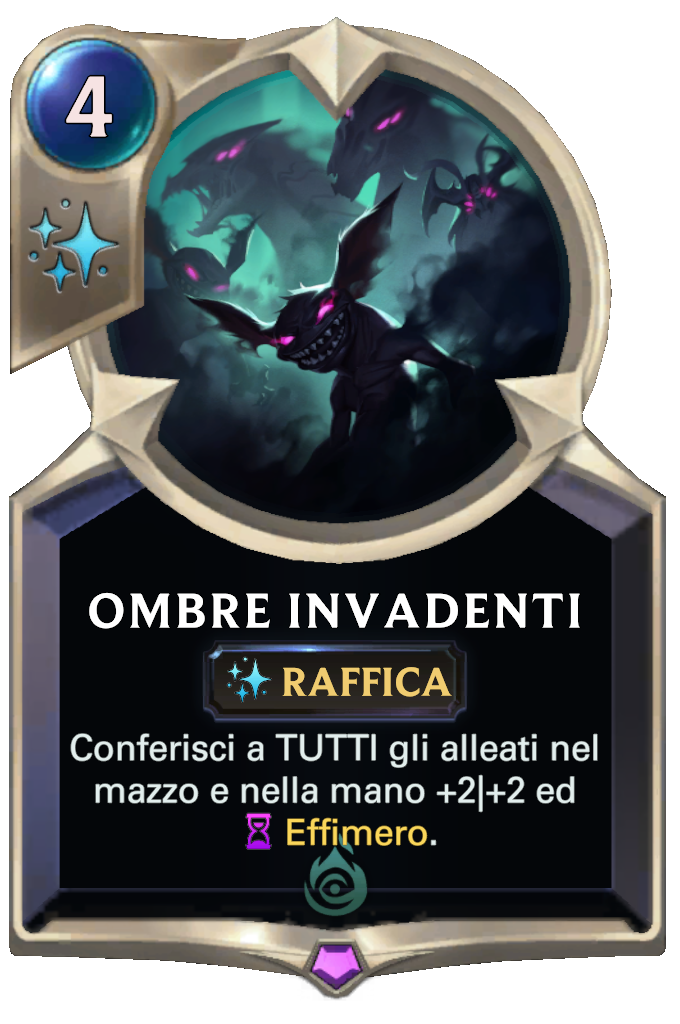 4
OMBRE INVADENTI
RAFFICA
Conferisci a TUTTI gli alleati nel
mazzo e nella mano +2|+2 ed
Effimero.